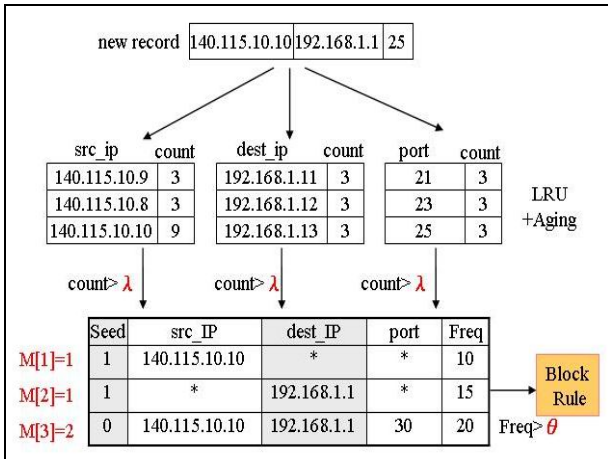 new record 140.115.10.10 192.168.1.1 25
src_ip count dest_ip count port count
140.115.10.9 3 192.168.1.11 3 21 3
140.115.10.8 3 192.168.1.12 3 23 3
140.115.10.10 9 192.168.1.13 3 25 3
LRU
+Aging
count> λ count> λ count> λ
Seed src_IP dest_IP port Freq
M[1]=1 1 140.115.10.10 * * 10
M[2]=1 1 * 192.168.1.1 * 15
M[3]=2 0 140.115.10.10 192.168.1.1 30 20
Block
Rule
Freq> θ